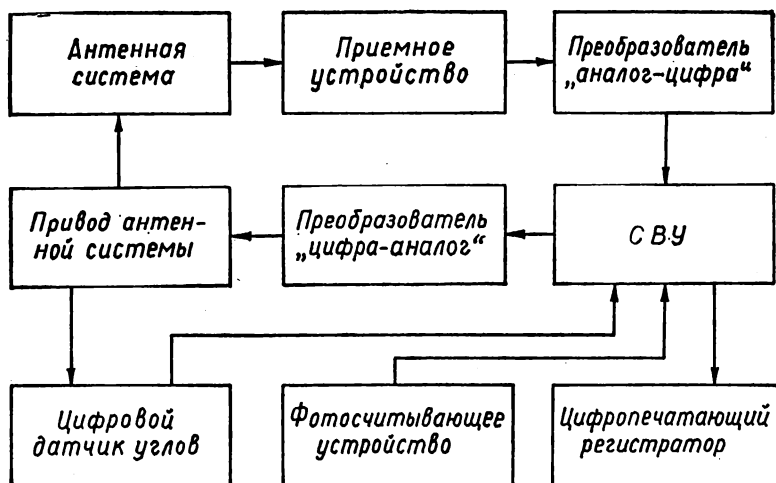 Антенная
система
Приемное
устройство
Преобразователь
„аналог-цифра“
Привод антен-
ной системы
Преобразователь
„цифра-аналог“
СВУ
Цифровой
датчик углов
Фотосчитывающее
устройство
Цифропечатающий
регистратор